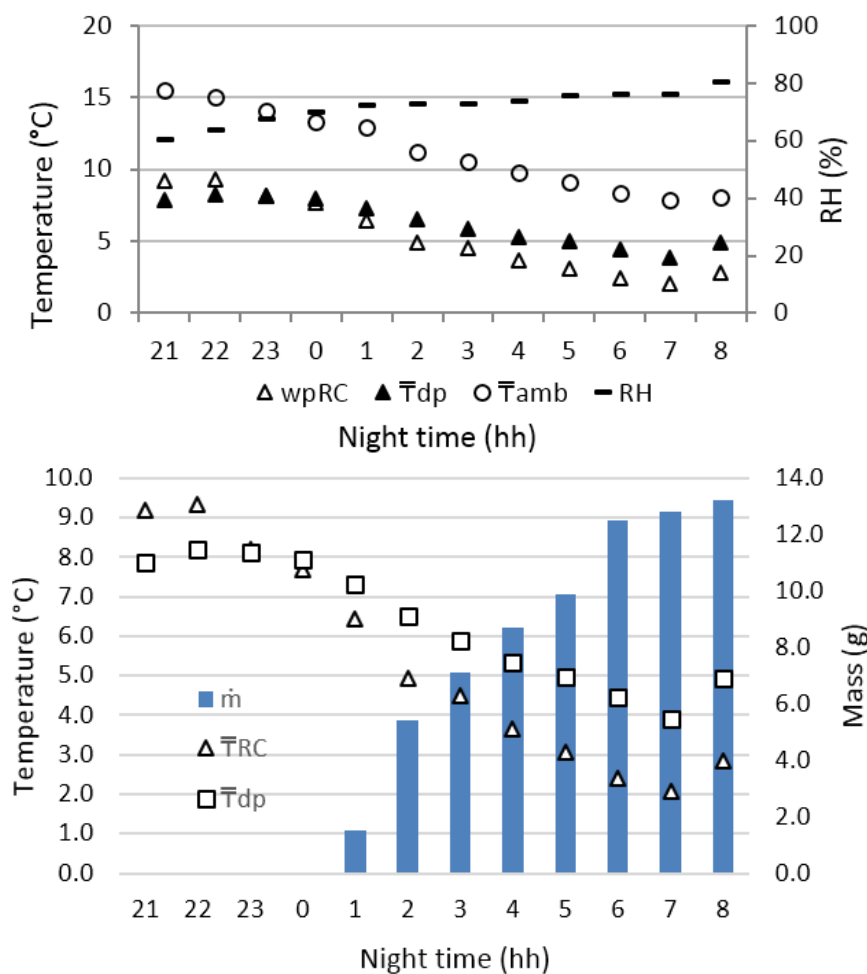 20
15
10
5
0
Temperature (°C)
100
80
60
40
20
0
RH (%)
21 22 23 0 1 2 3 4 5 6 7 8
wpRC T̿dp T̿amb RH
Night time (hh)
10.0
9.0
8.0
7.0
6.0
5.0
4.0
3.0
2.0
1.0
0.0
Temperature (°C)
14.0
12.0
10.0
8.0
6.0
4.0
2.0
0.0
Mass (g)
ṁ
T̿RC
T̿dp
21 22 23 0 1 2 3 4 5 6 7 8
Night time (hh)